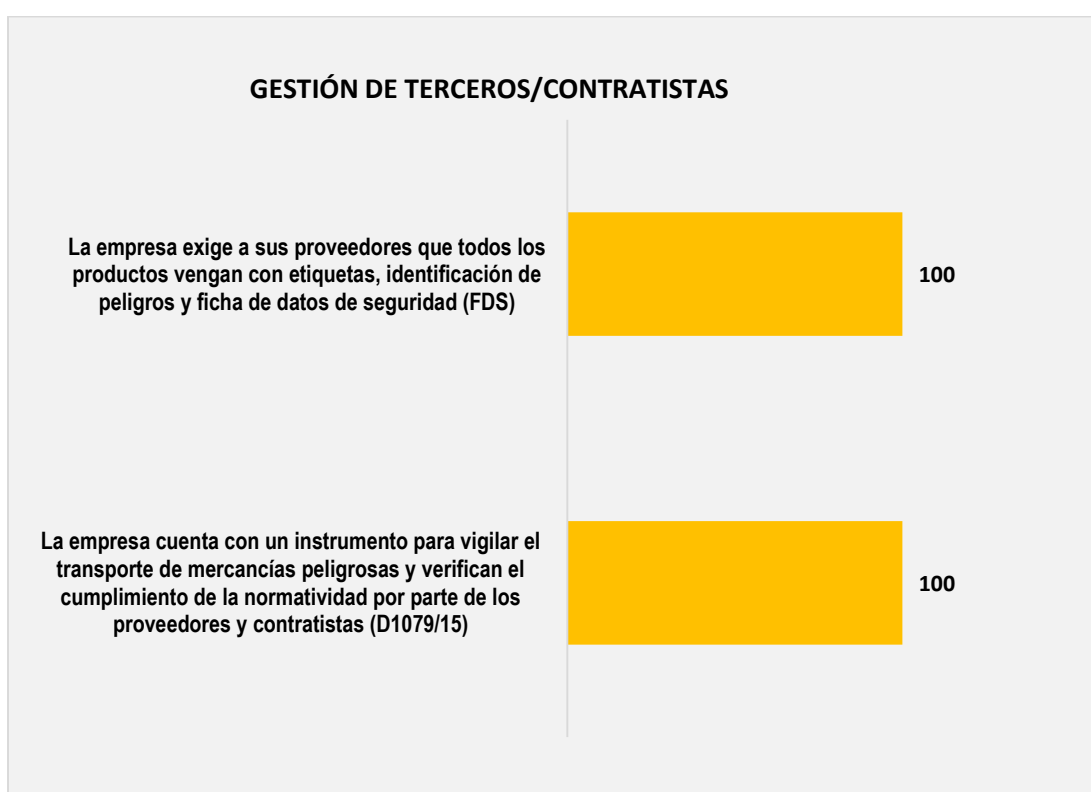 GESTIÓN DE TERCEROS/CONTRATISTAS
La empresa exige a sus proveedores que todos los
productos vengan con etiquetas, identificación de
peligros y ficha de datos de seguridad (FDS)
100
La empresa cuenta con un instrumento para vigilar el
transporte de mercancías peligrosas y verifican el
cumplimiento de la normatividad por parte de los
proveedores y contratistas (D1079/15)
100